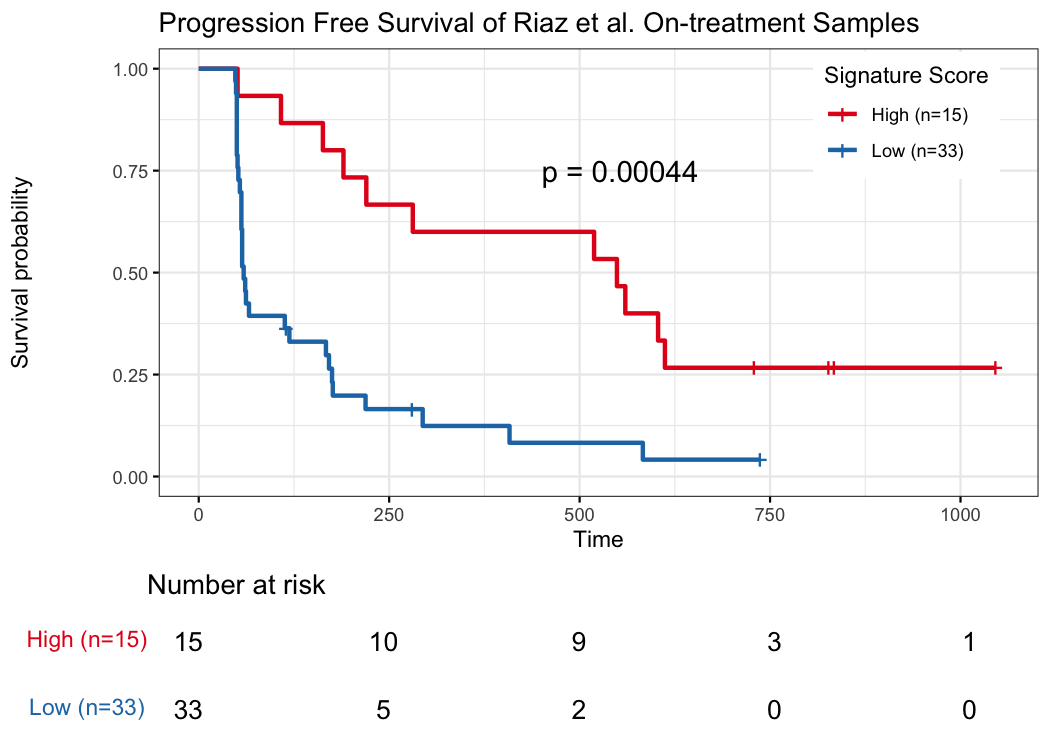 Progression Free Survival of Riaz et al. On-treatment Samples
Survival probability
1.00
0.75
0.50
0.25
0.00
Signature Score
High (n=15)
Low (n=33)
p = 0.00044
0 250 500 750 1000
Time
Number at risk
High (n=15) 15 10 9 3 1
Low (n=33) 33 5 2 0 0